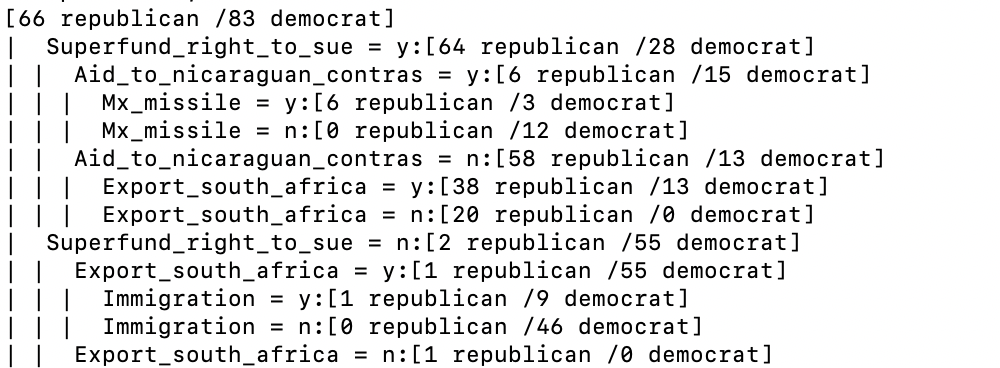 [66 republican /83 democrat]
|  Superfund_right_to_sue = y:[64 republican /28 democrat]
| |  Aid_to_nicaraguan_contras = y:[6 republican /15 democrat]
| | |  Mx_missile = y:[6 republican /3 democrat]
| | |  Mx_missile = n:[0 republican /12 democrat]
| |  Aid_to_nicaraguan_contras = n:[58 republican /13 democrat]
| | |  Export_south_africa = y:[38 republican /13 democrat]
| | |  Export_south_africa = n:[20 republican /0 democrat]
|  Superfund_right_to_sue = n:[2 republican /55 democrat]
| |  Export_south_africa = y:[1 republican /55 democrat]
| | |  Immigration = y:[1 republican /9 democrat]
| | |  Immigration = n:[0 republican /46 democrat]
| |  Export_south_africa = n:[1 republican /0 democrat]